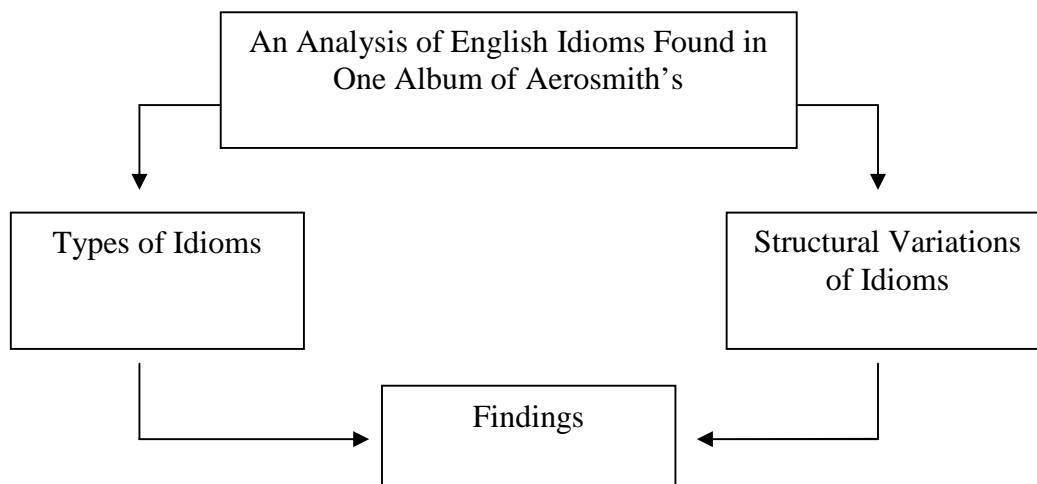 An Analysis of English Idioms Found in
One Album of Aerosmith’s
Types of Idioms
Structural Variations
of Idioms
Findings